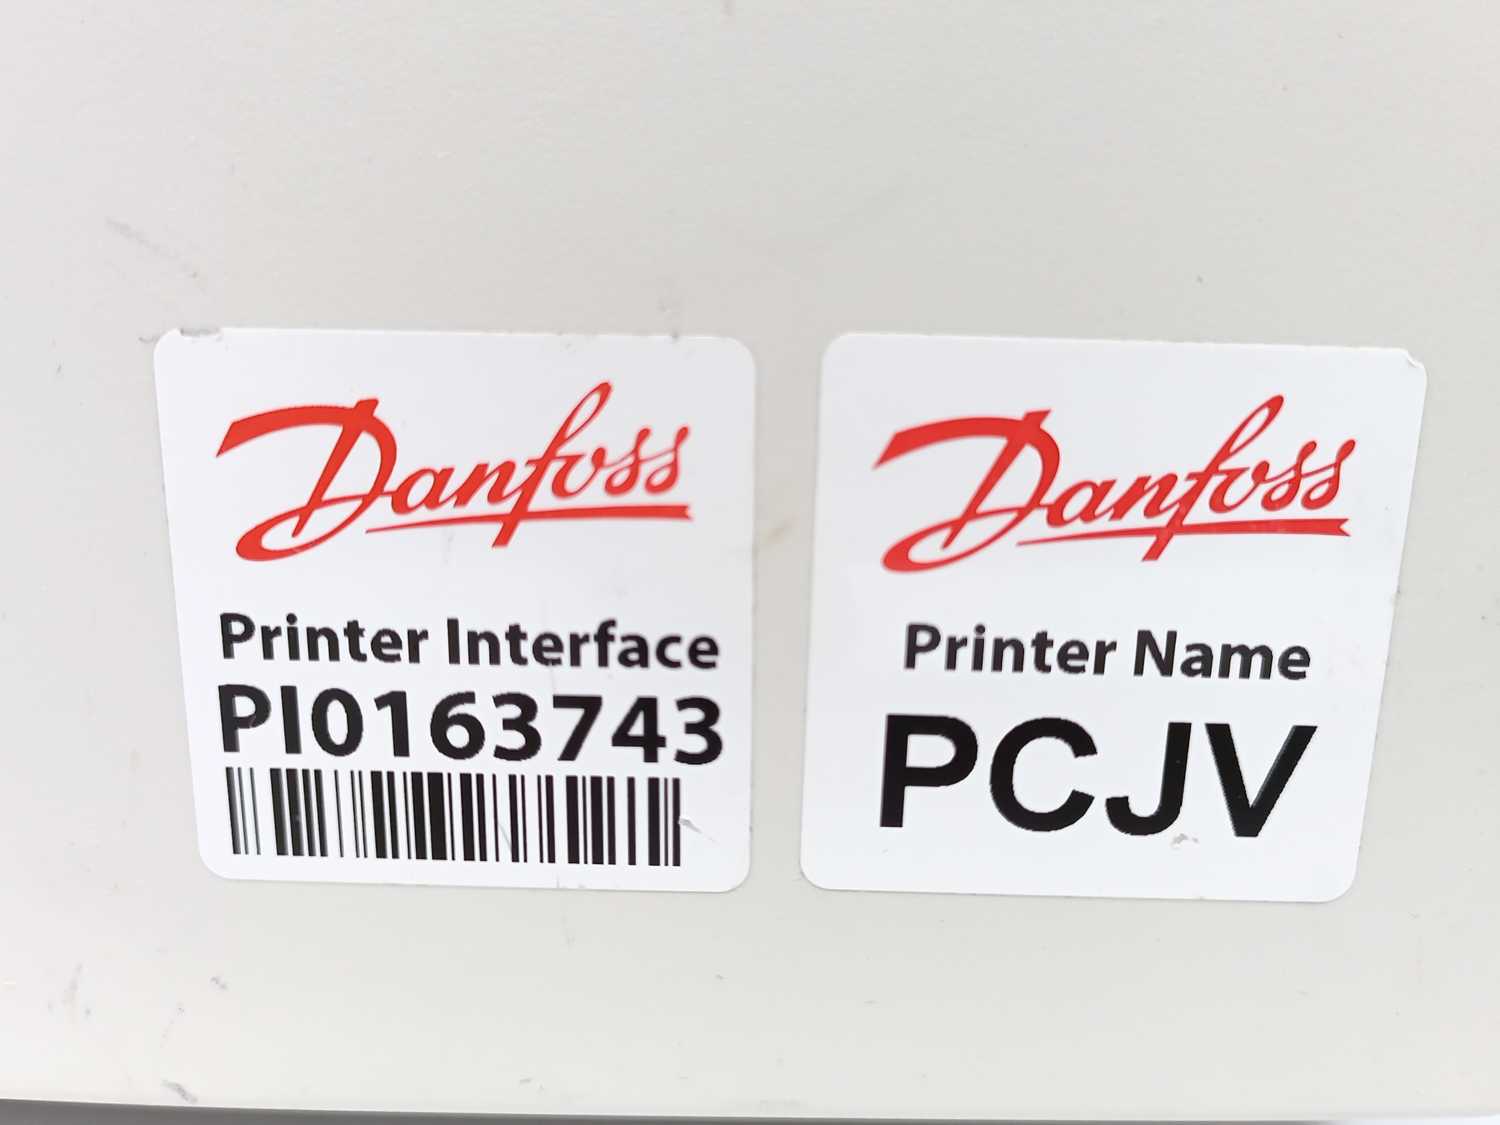 Danfoss
Printer Interface
PI0163743
Danfoss
Printer Name
PCJV